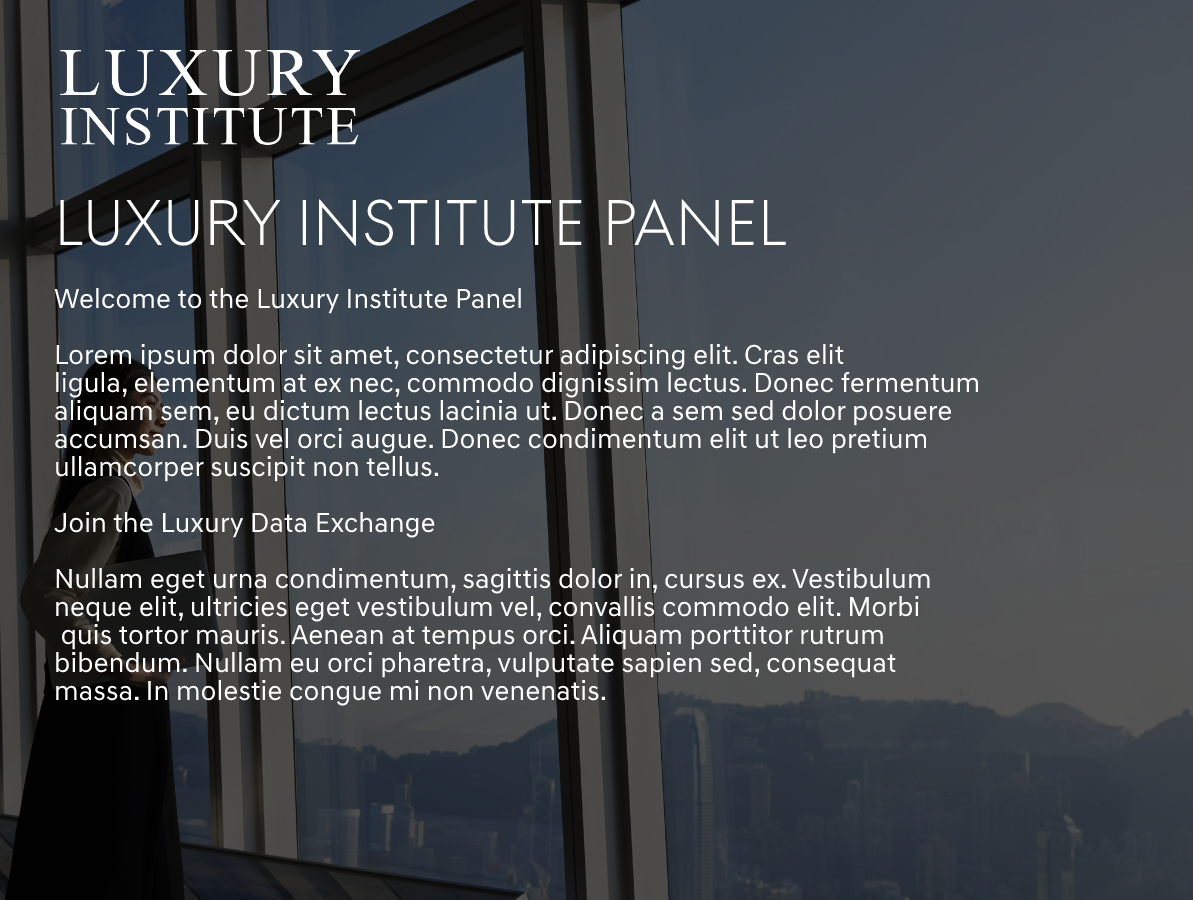 LUXURY
INSTITUTE
LUXURY INSTITUTE PANEL
Welcome to the Luxury Institute Panel
Lorem ipsum dolor sit amet, consectetur adipiscing elit. Cras elit
ligula, elementum at ex nec, commodo dignissim lectus. Donec fermentum
aliquam sem, eu dictum lectus lacinia ut. Donec a sem sed dolor posuere
accumsan. Duis vel orci augue. Donec condimentum elit ut leo pretium
ullamcorper suscipit non tellus.
Join the Luxury Data Exchange
Nullam eget urna condimentum, sagittis dolor in, cursus ex. Vestibulum
neque elit, ultricies eget vestibulum vel, convallis commodo elit. Morbi
quis tortor mauris. Aenean at tempus orci. Aliquam porttitor rutrum
bibendum. Nullam eu orci pharetra, vulputate sapien sed, consequat
massa. In molestie congue mi non venenatis.